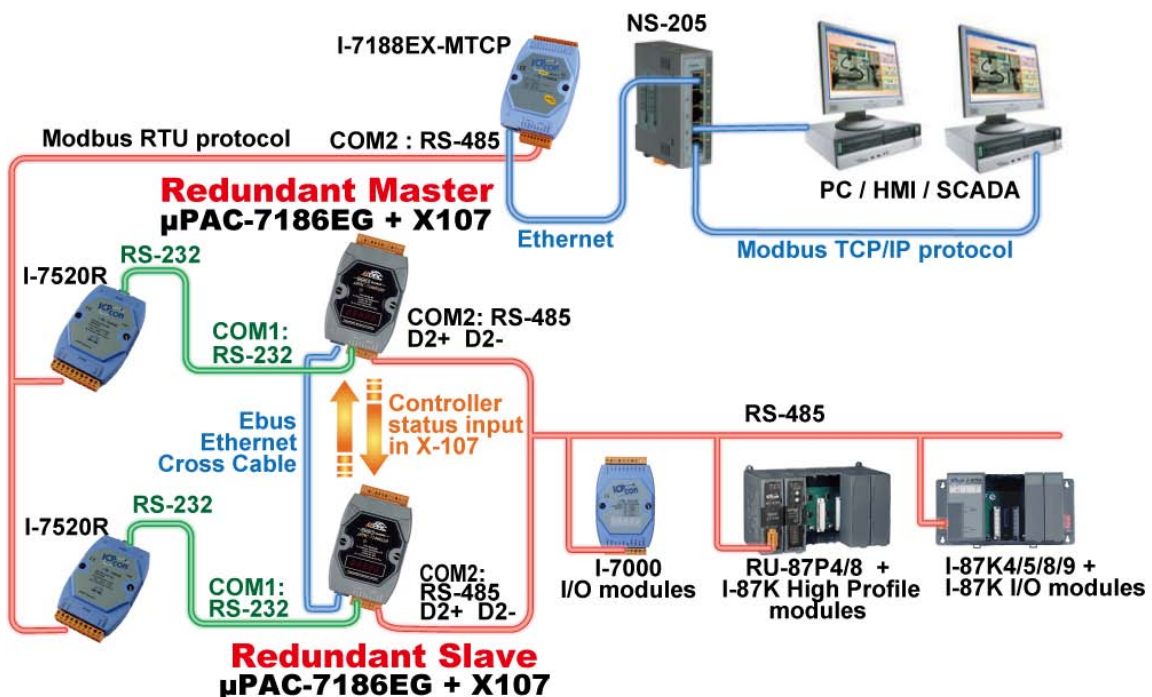 NS-205
I-7188EX-MTCP
Modbus RTU protocol
COM2 : RS-485
Redundant Master
µPAC-7186EG + X107
PC / HMI / SCADA
Ethernet
Modbus TCP/IP protocol
RS-232
I-7520R
COM1:
RS-232
COM2: RS-485
D2+ D2-
Ebus
Ethernet
Cross Cable
Controller
status input
in X-107
RS-485
RS-232
I-7520R
COM1:
RS-232
COM2:
RS-485
D2+ D2-
I-7000
I/O modules
RU-87P4/8 +
I-87K High Profile
modules
I-87K4/5/8/9 +
I-87K I/O modules
Redundant Slave
µPAC-7186EG + X107